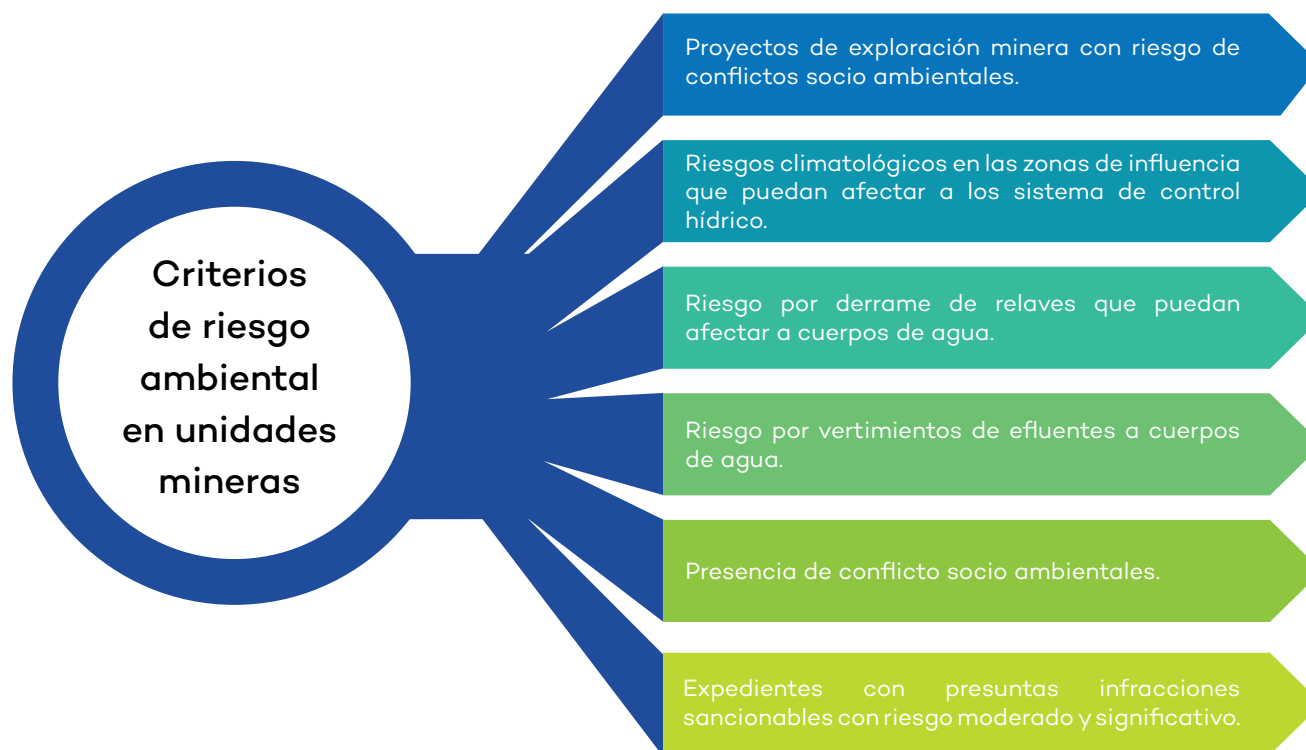 Criterios
de riesgo
ambiental
en unidades
mineras
Proyectos de exploración minera con riesgo de
conflictos socio ambientales.
Riesgos climatológicos en las zonas de influencia
que puedan afectar a los sistema de control
hídrico.
Riesgo por derrame de relaves que puedan
afectar a cuerpos de agua.
Riesgo por vertimientos de efluentes a cuerpos
de agua.
Presencia de conflicto socio ambientales.
Expedientes con presuntas infracciones
sancionables con riesgo moderado y significativo.